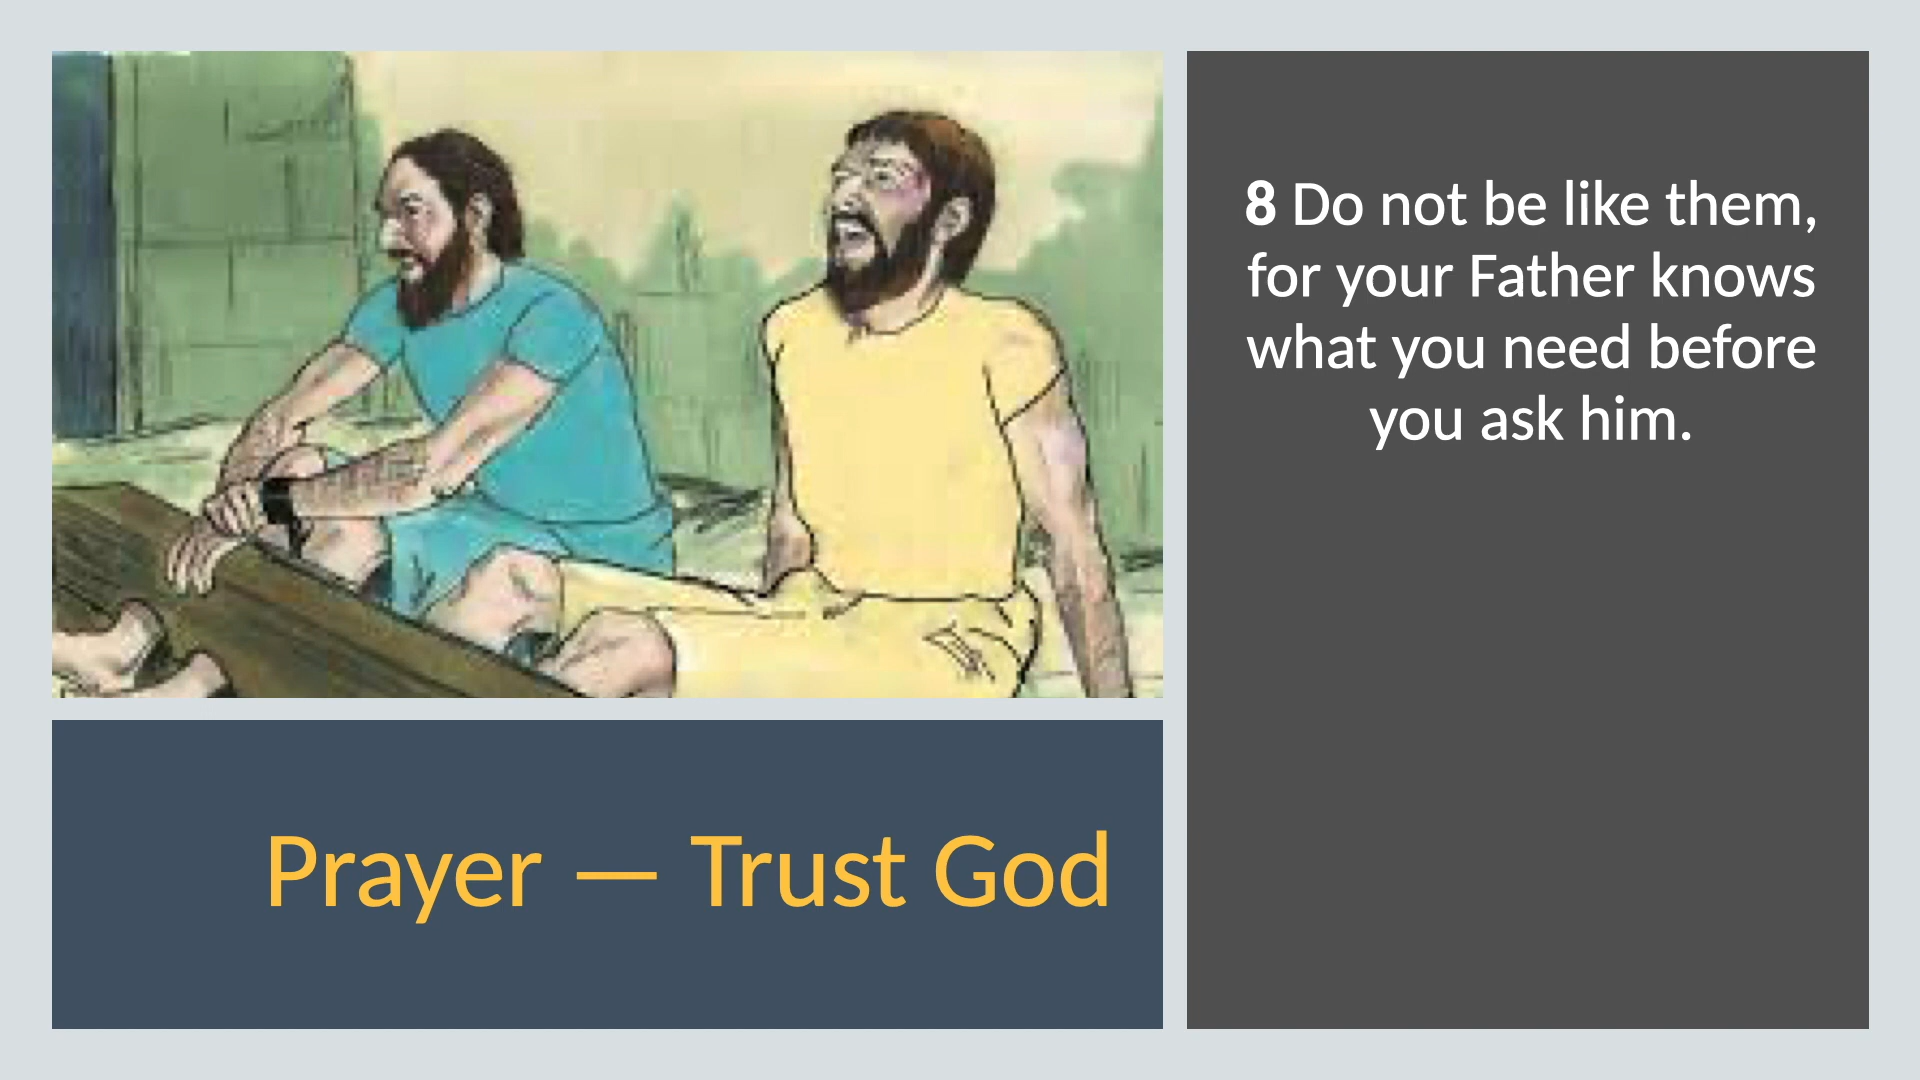 8 Do not be like them,
for your Father knows
what you need before
you ask him.
Prayer — Trust God